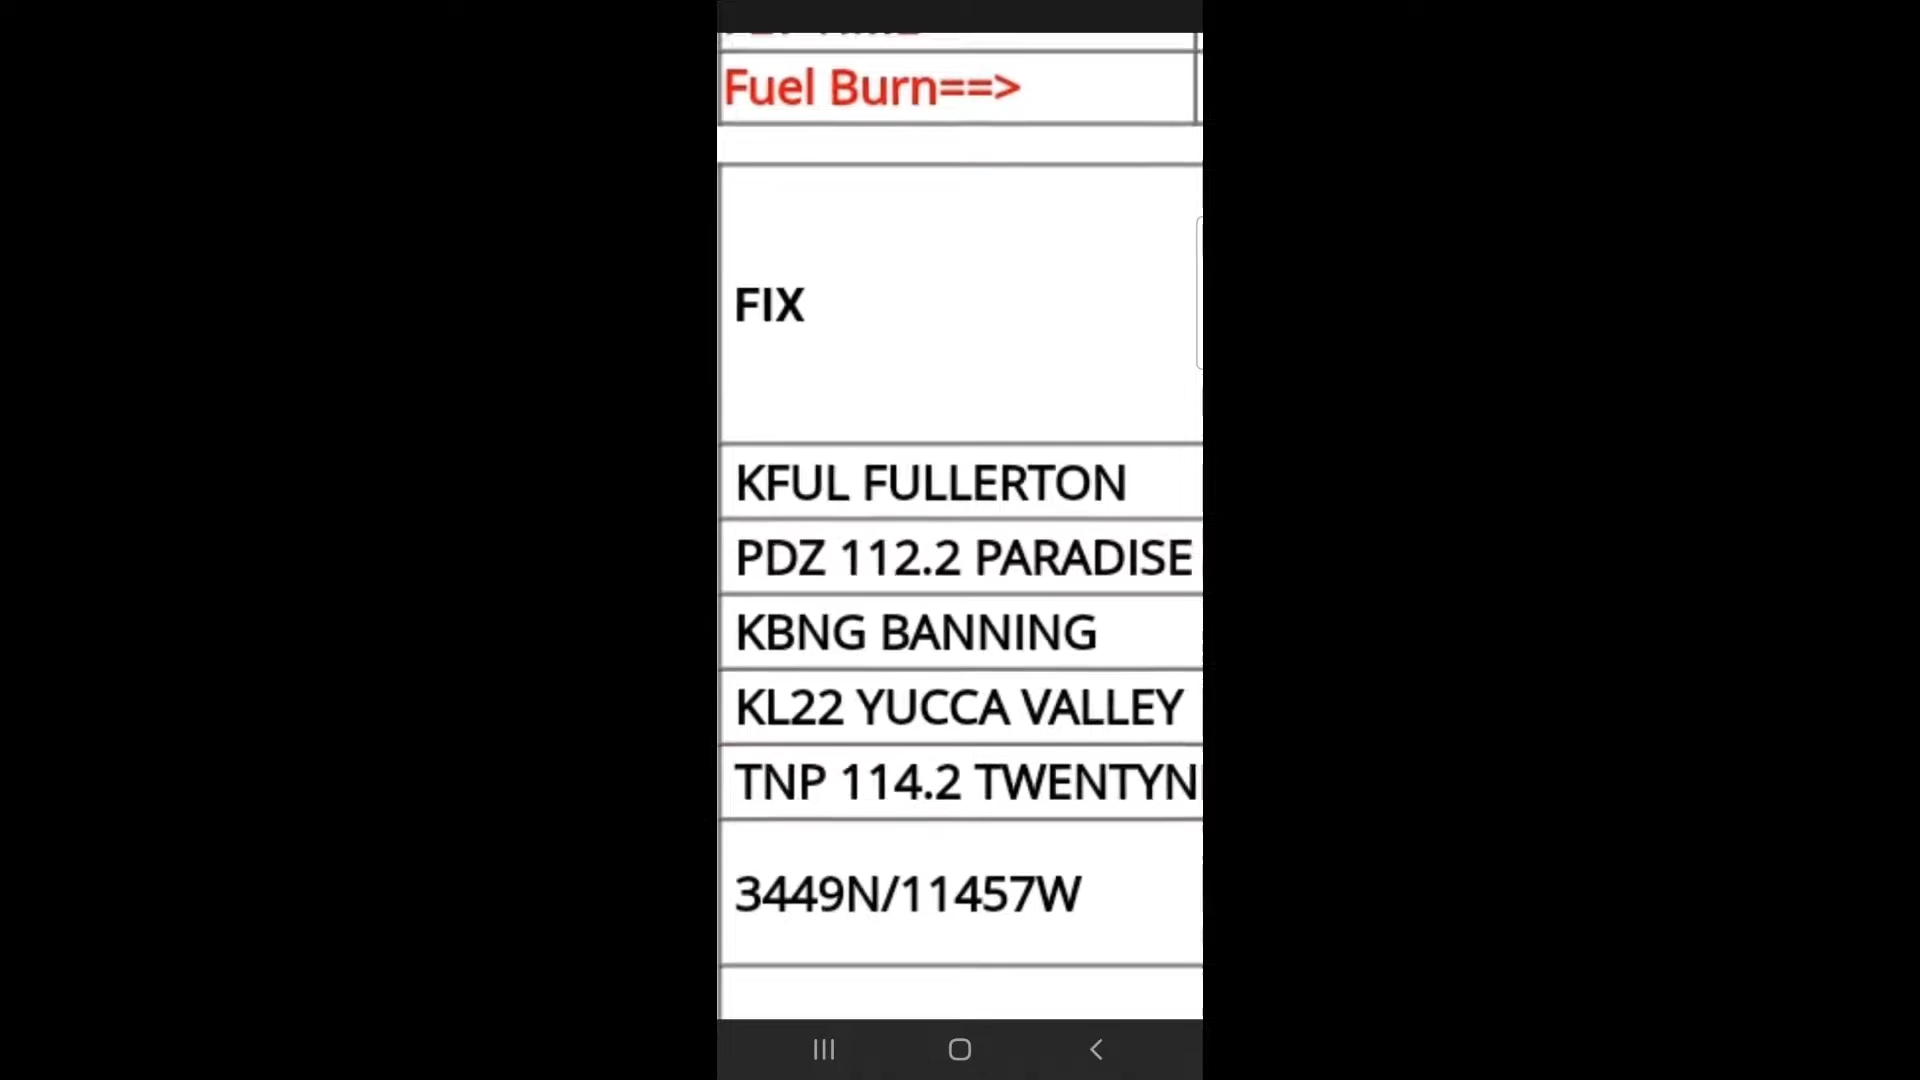 Fuel Burn==>
FIX
KFUL FULLERTON
PDZ 112.2 PARADISE
KBNG BANNING
KL22 YUCCA VALLEY
TNP 114.2 TWENTYN
3449N/11457W